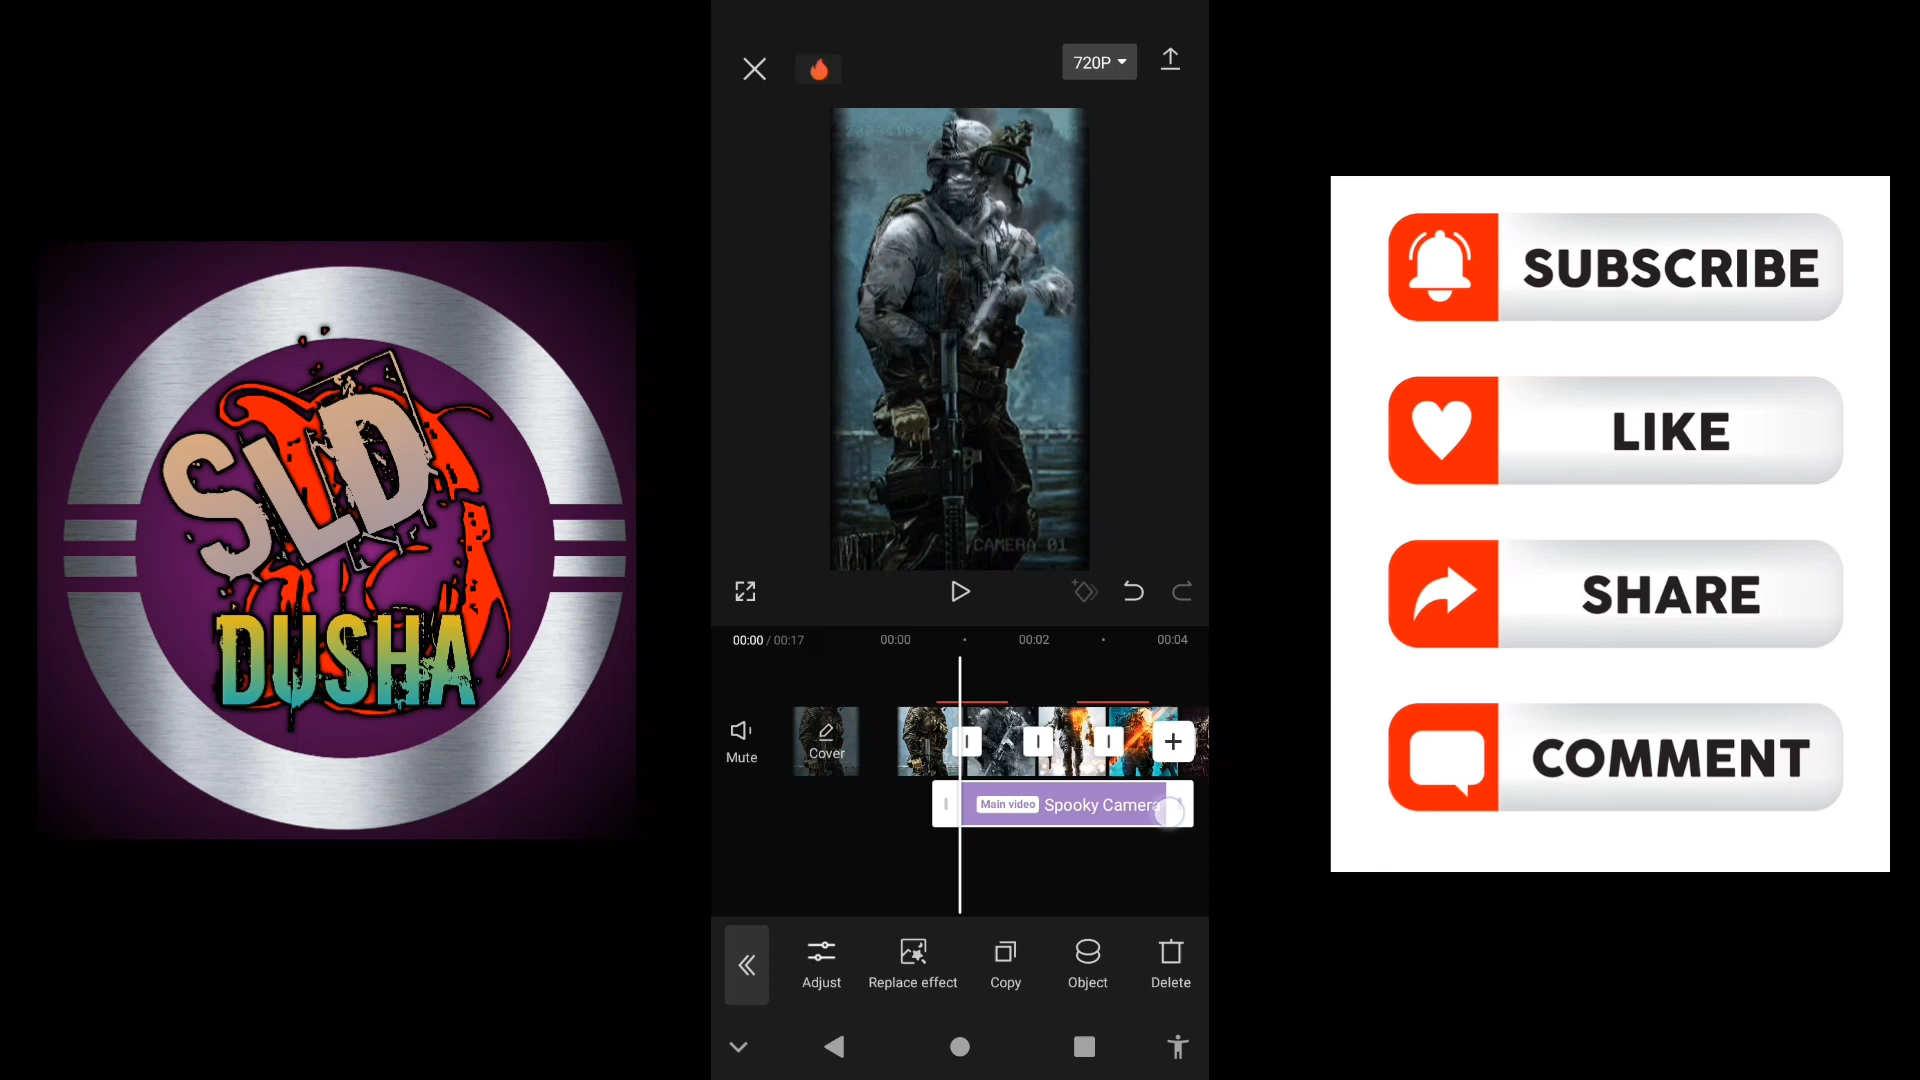 SLD
DUSHA
720P
CAMERA 01
00:00 / 00:17
00:00
00:02
00:04
Mute
Cover
Main video
Spooky Camera
Adjust
Replace effect
Copy
Object
Delete
SUBSCRIBE
LIKE
SHARE
COMMENT